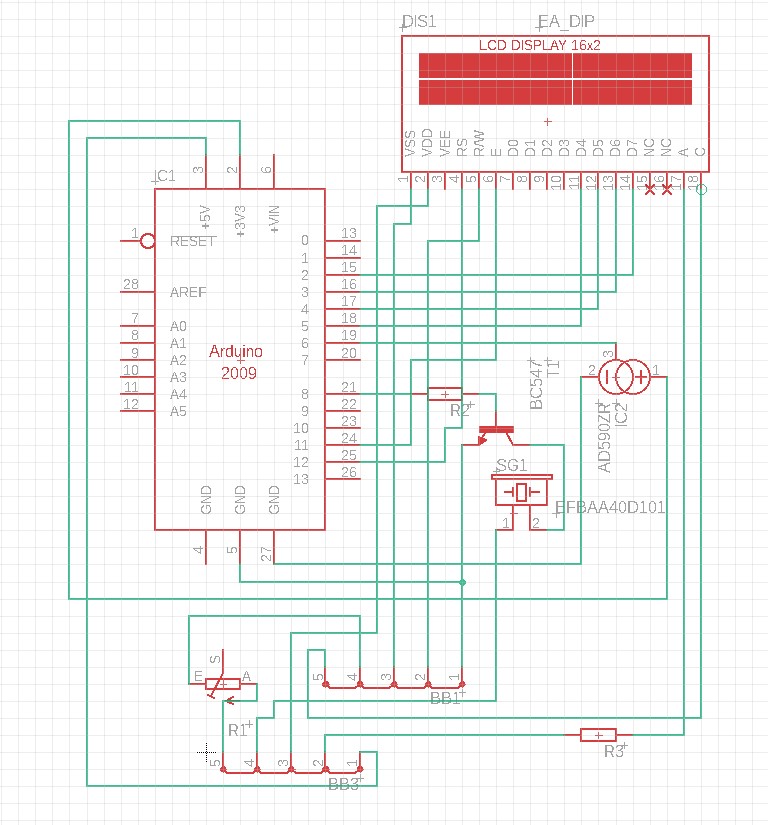 DIS1 EA_DIP
LCD DISPLAY 16x2
VSS VDD VEE RS R/W E D0 D1 D2 D3 D4 D5 D6 D7 NC NC A C
1 2 3 4 5 6 7 8 9 10 11 12 13 14 15 16 17 18
IC1
3 2 6
+5V +3V3 +VIN
1 RESET 0 13
1 14
2 15
28 AREF 3 16
4 17
7 A0 5 18
8 A1 6 19
9 A2 7 20
10 A3
11 A4 8 21
12 A5 9 22
10 23
11 24
12 25
13 26
Arduino
2009
GND GND GND
4 5 27
R2
BC547
T1
3
2 1
AD590ZR
IC2
SG1
EFBAA40D101
1 2
S
E A
R1
5 4 3 2 1
BB1
R3
5 4 3 2 1
BB3